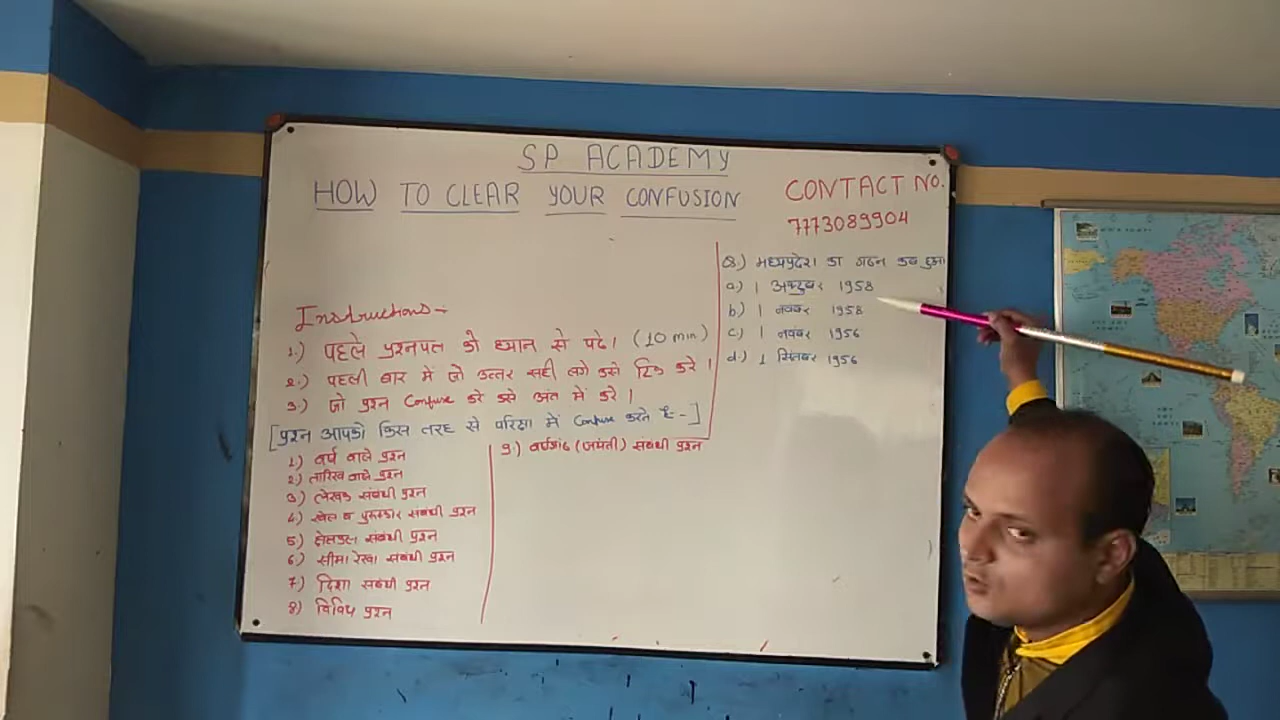 SP ACADEMY
HOW TO CLEAR YOUR CONFUSION
CONTACT NO.
7773089904
Instructions:-
1.) पहले प्रश्नपत्र को ध्यान से पढे। (10 min)
2.) पहली बार में जो उत्तर सही लगे उसे टिक करे।
3.) जो प्रश्न Confuse करे उसे अंत में करे।
[प्रश्न आपको किस तरह से परिक्षा में Confuse करते है-]
1) वर्ष वाले प्रश्न
2) तारिख वाले प्रश्न
3) लेखक संबंधी प्रश्न
4) खेल व पुरुस्कार संबंधी प्रश्न
5) क्षेत्रफल संबंधी प्रश्न
6) सीमा रेखा संबंधी प्रश्न
7) दिशा संबंधी प्रश्न
8) विविध प्रश्न
9.) वर्षगांठ (जयंती) संबंधी प्रश्न
Q.) मध्यप्रदेश का गठन कब हुआ
a.) 1 अक्टुबर 1958
b.) 1 नवंबर 1958
c.) 1 नवंबर 1956
d.) 1 सितंबर 1956